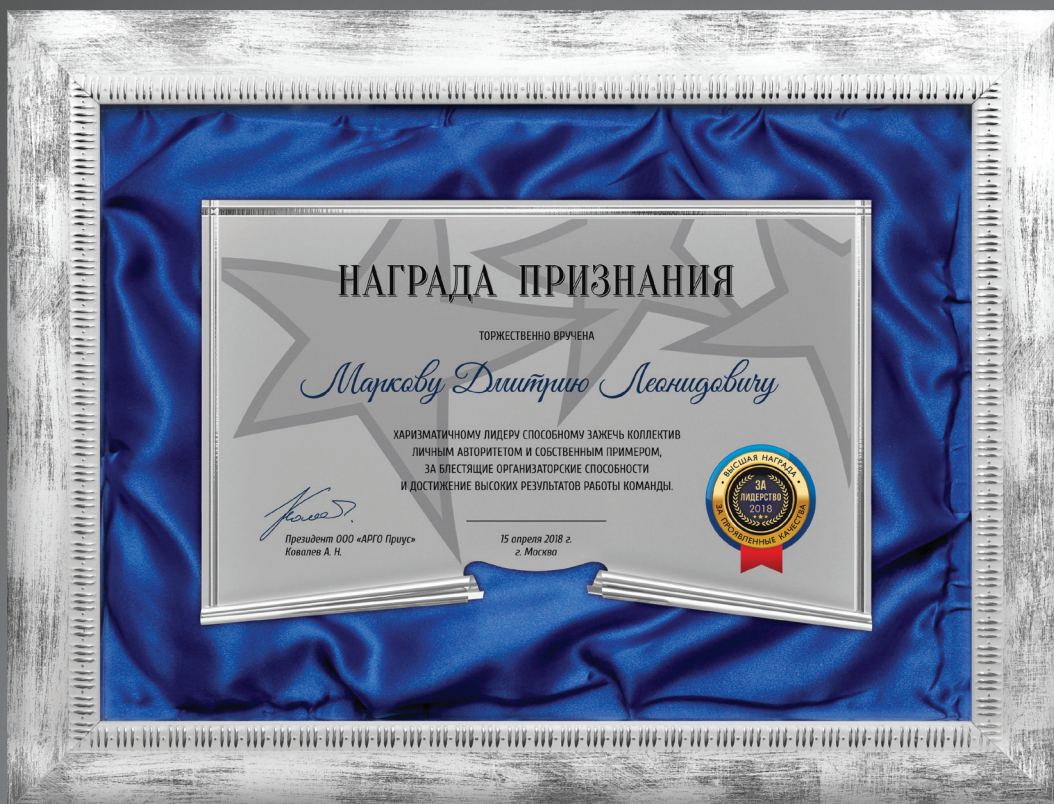 НАГРАДА ПРИЗНАНИЯ
ТОРЖЕСТВЕННО ВРУЧЕНА
Маркову Дмитрию Леонидовичу
ХАРИЗМАТИЧНОМУ ЛИДЕРУ СПОСОБНОМУ ЗАЖЕЧЬ КОЛЛЕКТИВ
ЛИЧНЫМ АВТОРИТЕТОМ И СОБСТВЕННЫМ ПРИМЕРОМ,
ЗА БЛЕСТЯЩИЕ ОРГАНИЗАТОРСКИЕ СПОСОБНОСТИ
И ДОСТИЖЕНИЕ ВЫСОКИХ РЕЗУЛЬТАТОВ РАБОТЫ КОМАНДЫ.
Президент ООО «АРГО Приус»
Ковалев А. Н.
15 апреля 2018 г.
г. Москва
ВЫСШАЯ НАГРАДА
ЗА
ЛИДЕРСТВО
2018
ЗА ПРОЯВЛЕННЫЕ КАЧЕСТВА